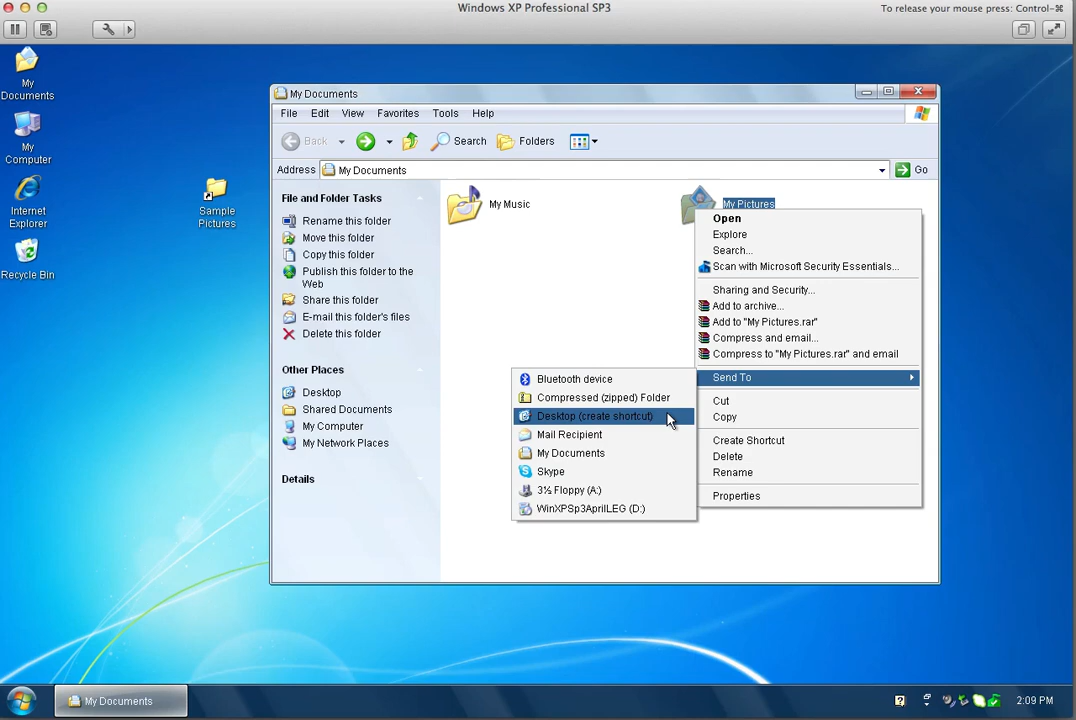 Windows XP Professional SP3
To release your mouse press: Control-⌘
My
Documents
My
Computer
Internet
Explorer
Recycle Bin
Sample
Pictures
My Documents
File Edit View Favorites Tools Help
Back Search Folders
Address My Documents Go
File and Folder Tasks
Rename this folder
Move this folder
Copy this folder
Publish this folder to the
Web
Share this folder
E-mail this folder's files
Delete this folder
Other Places
Desktop
Shared Documents
My Computer
My Network Places
Details
My Music
My Pictures
Open
Explore
Search...
Scan with Microsoft Security Essentials...
Sharing and Security...
Add to archive...
Add to "My Pictures.rar"
Compress and email...
Compress to "My Pictures.rar" and email
Send To
Cut
Copy
Create Shortcut
Delete
Rename
Properties
Bluetooth device
Compressed (zipped) Folder
Desktop (create shortcut)
Mail Recipient
My Documents
Skype
3½ Floppy (A:)
WinXPSp3AprilLEG (D:)
My Documents
2:09 PM